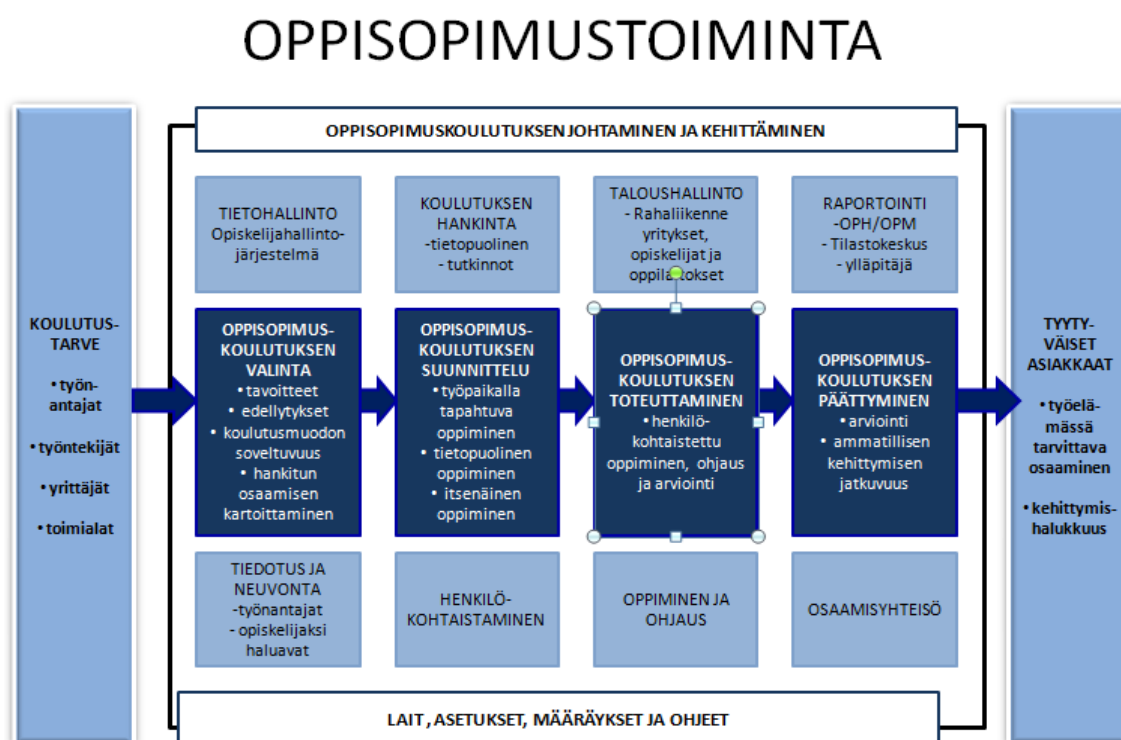 OPPISOPIMUSTOIMINTA
OPPISOPIMUSKOULUTUKSEN JOHTAMINEN JA KEHITTÄMINEN
KOULUTUS-
TARVE
• työn-
antajat
• työntekijät
• yrittäjät
• toimialat
TIETOHALLINTO
Opiskelijahallinto-
järjestelmä
KOULUTUKSEN
HANKINTA
-tietopuolinen
- tutkinnot
TALOUSHALLINTO
- Rahaliikenne
yritykset,
opiskelijat ja
oppilaitokset
RAPORTOINTI
-OPH/OPM
- Tilastokeskus
- ylläpitäjä
OPPISOPIMUS-
KOULUTUKSEN
VALINTA
• tavoitteet
• edellytykset
• koulutusmuodon
soveltuvuus
• hankitun
osaamisen
kartoittaminen
OPPISOPIMUS-
KOULUTUKSEN
SUUNNITTELU
• työpaikalla
tapahtuva
oppiminen
• tietopuolinen
oppiminen
• itsenäinen
oppiminen
OPPISOPIMUS-
KOULUTUKSEN
TOTEUTTAMINEN
• henkilö-
kohtaistettu
oppiminen, ohjaus
ja arviointi
OPPISOPIMUS-
KOULUTUKSEN
PÄÄTTYMINEN
• arviointi
• ammatillisen
kehittymisen
jatkuvuus
TIEDOTUS JA
NEUVONTA
-työnantajat
- opiskelijaksi
haluavat
HENKILÖ-
KOHTAISTAMINEN
OPPIMINEN JA
OHJAUS
OSAAMISYHTEISÖ
TYYTY-
VÄISET
ASIAKKAAT
• työelä-
mässä
tarvittava
osaaminen
• kehittymis-
halukkuus
LAIT , ASETUKSET, MÄÄRÄYKSET JA OHJEET